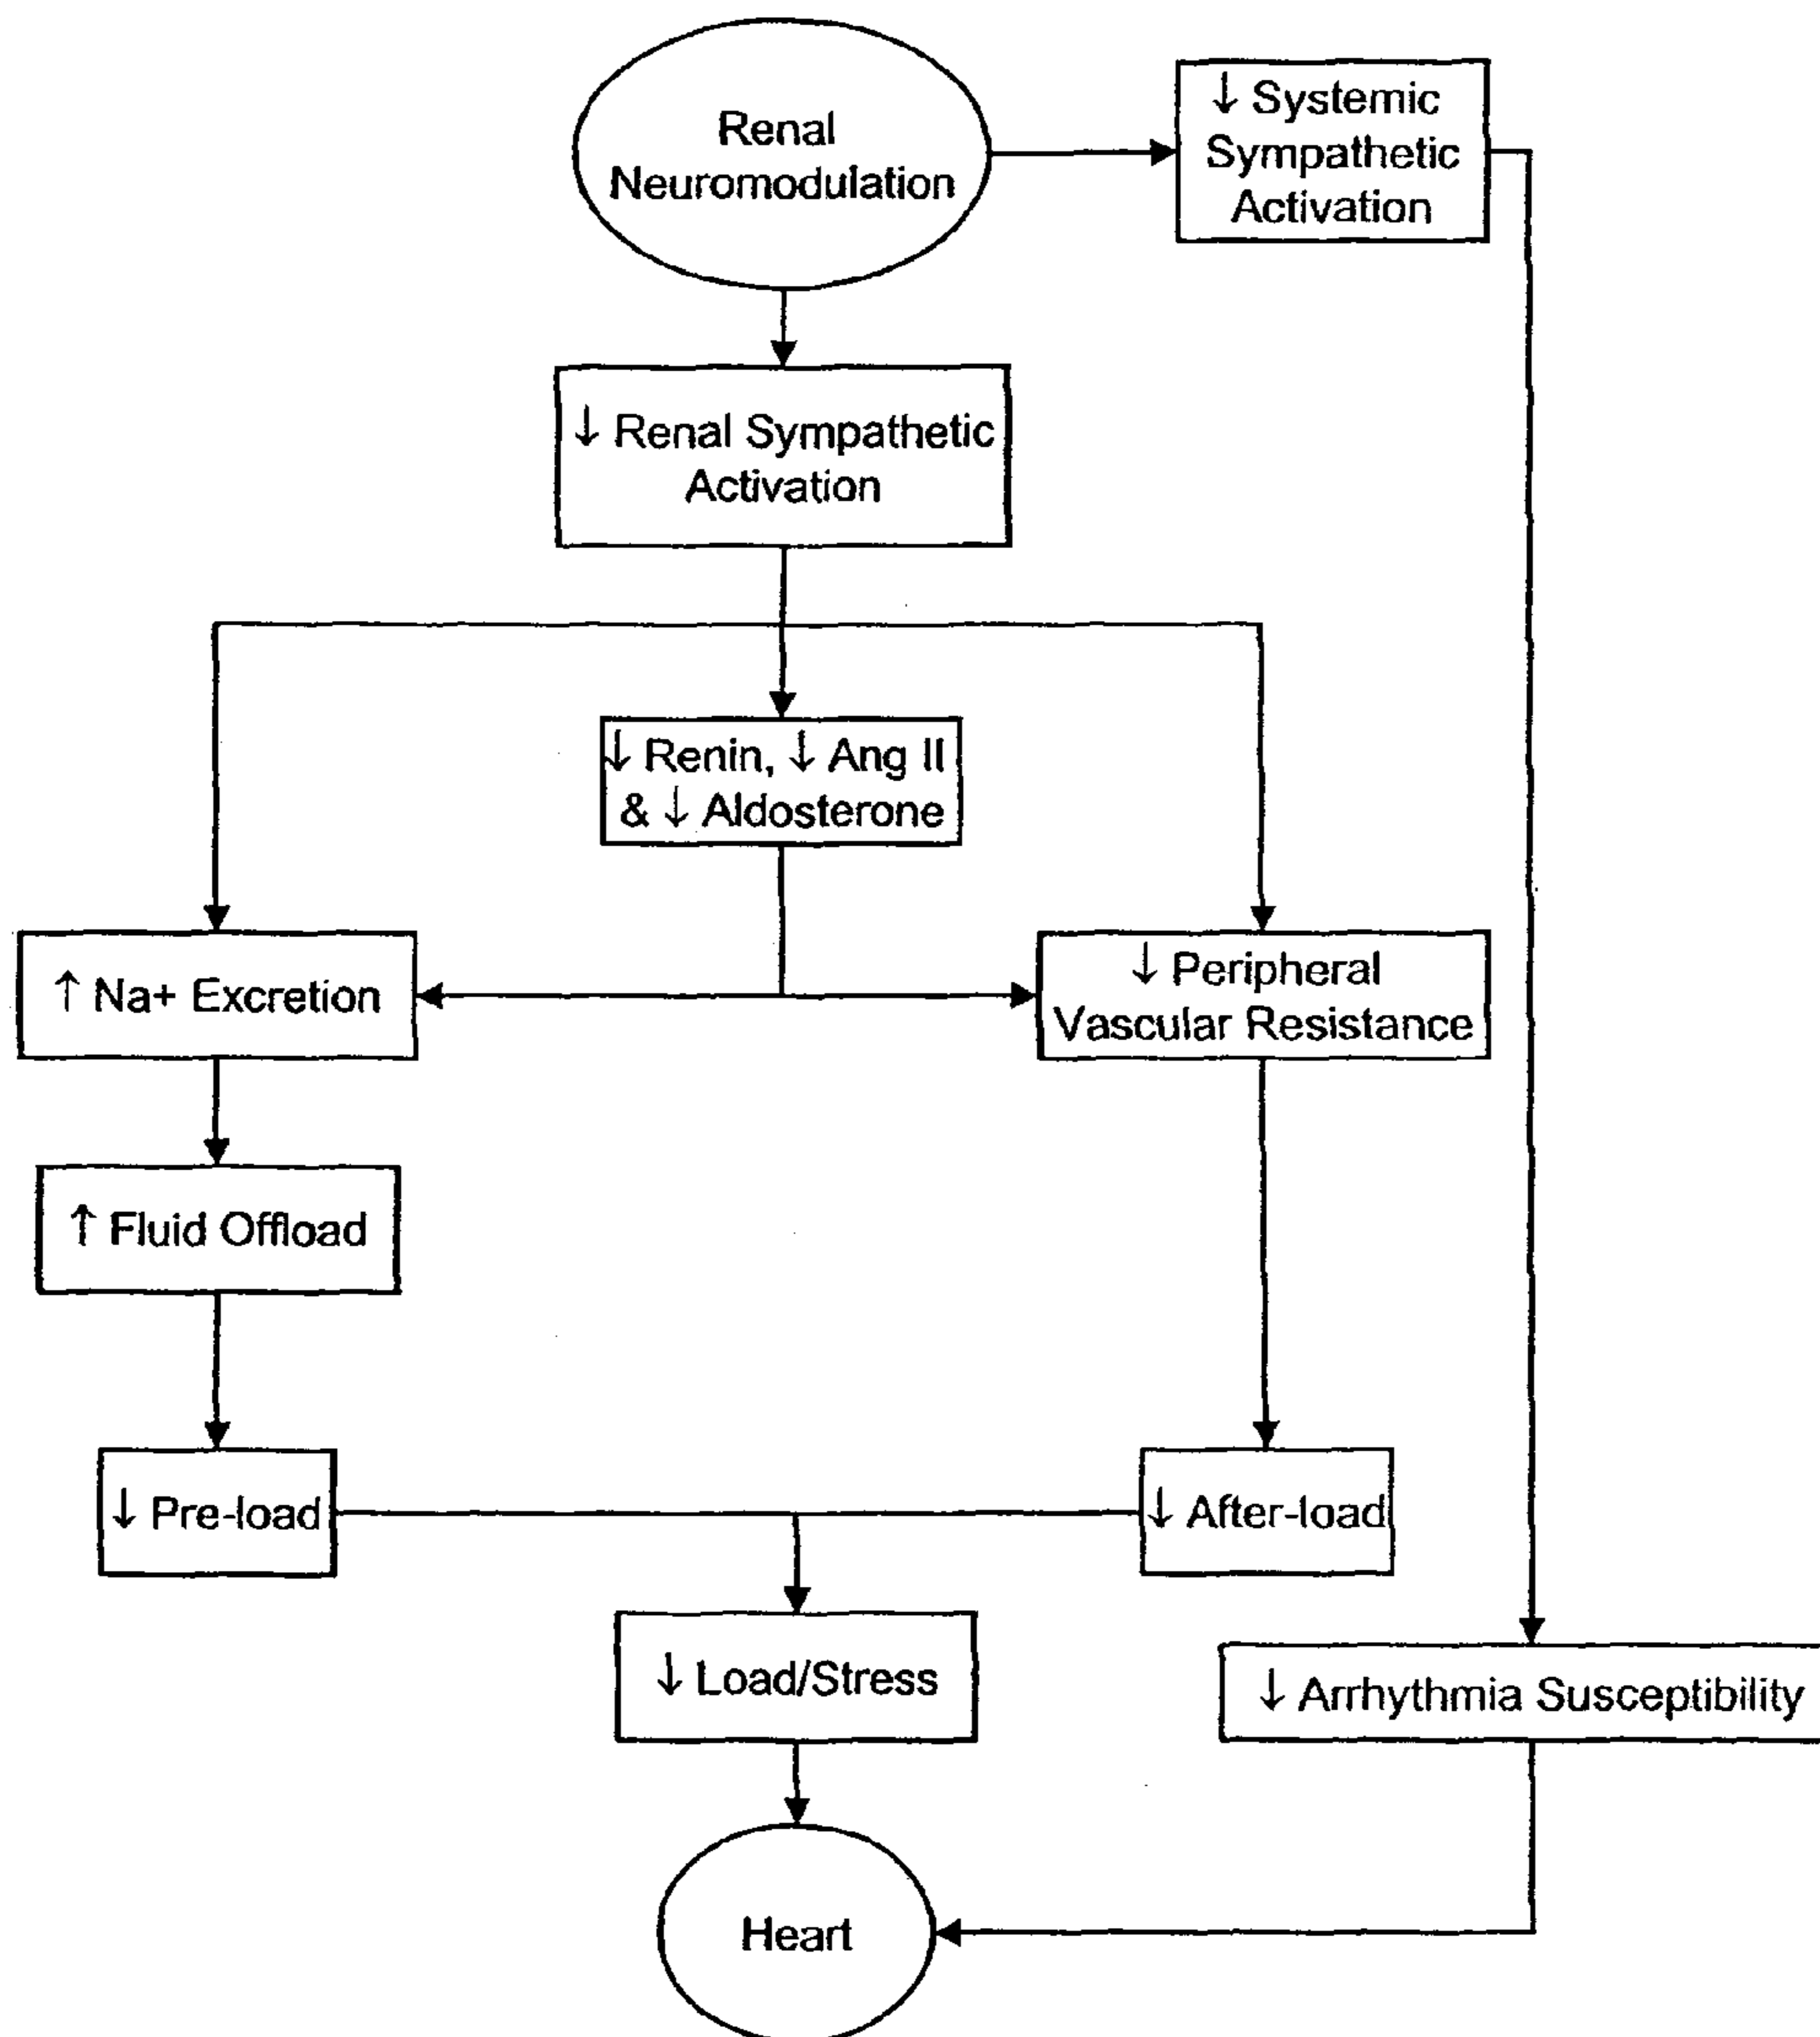 Renal
Neuromodulation
↓ Systemic
Sympathetic
Activation
↓ Renal Sympathetic
Activation
↓ Renin, ↓ Ang II
& ↓ Aldosterone
↑ Na+ Excretion
↓ Peripheral
Vascular Resistance
↑ Fluid Offload
↓ Pre-load
↓ After-load
↓ Load/Stress
↓ Arrhythmia Susceptibility
Heart